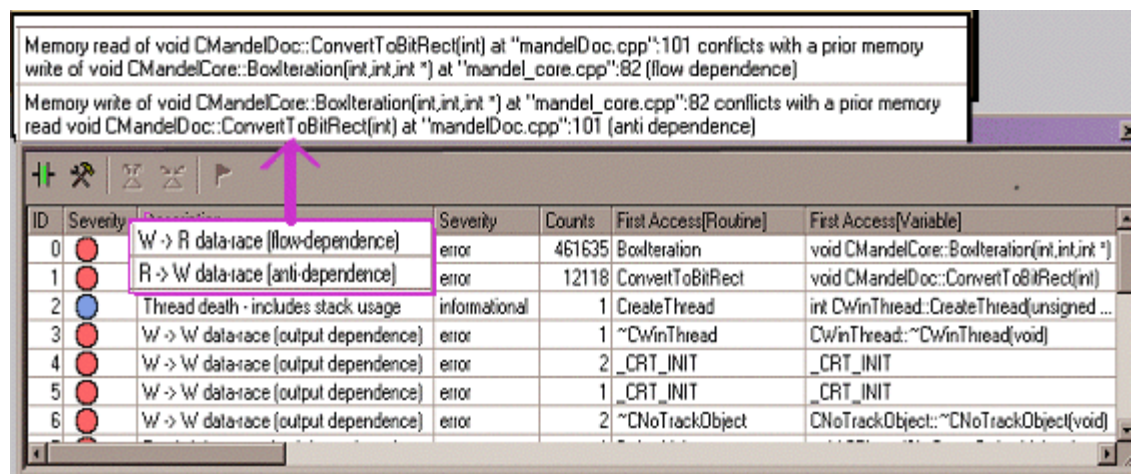 Memory read of void CMandelDoc::ConvertToBitRect(int) at "mandelDoc.cpp":101 conflicts with a prior memory
write of void CMandelCore::BoxIteration(int,int,int *) at "mandel_core.cpp":82 (flow dependence)
Memory write of void CMandelCore::BoxIteration(int,int,int *) at "mandel_core.cpp":82 conflicts with a prior memory
read void CMandelDoc::ConvertToBitRect(int) at "mandelDoc.cpp":101 (anti dependence)
ID Severity Severity Counts First Access[Routine] First Access[Variable]
0 W -> R data-race (flow-dependence) error 461635 BoxIteration void CMandelCore::BoxIteration(int,int,int *)
1 R -> W data-race (anti-dependence) error 12118 ConvertToBitRect void CMandelDoc::ConvertToBitRect(int)
2 Thread death - includes stack usage informational 1 CreateThread int CWinThread::CreateThread(unsigned ...
3 W -> W data-race (output dependence) error 1 ~CWinThread CWinThread::~CWinThread(void)
4 W -> W data-race (output dependence) error 2 _CRT_INIT _CRT_INIT
5 W -> W data-race (output dependence) error 1 _CRT_INIT _CRT_INIT
6 W -> W data-race (output dependence) error 2 ~CNoTrackObject CNoTrackObject::~CNoTrackObject(void)